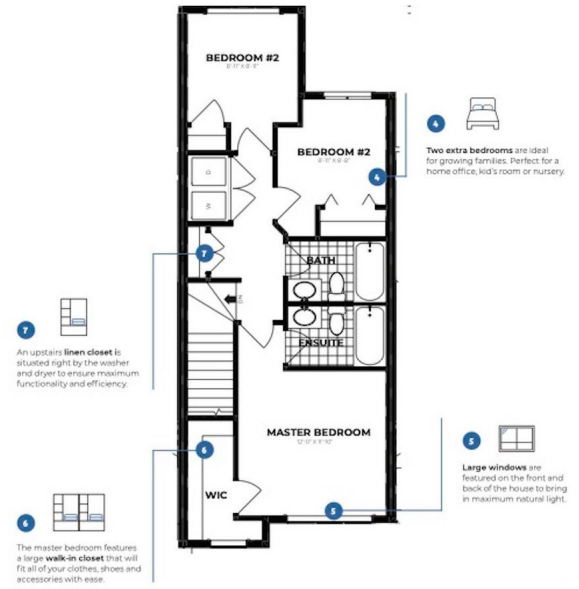 BEDROOM #2
BEDROOM #2
4
4
Two extra bedrooms are ideal
for growing families. Perfect for a
home office, kid's room or nursery.
D
W
7
BATH
DN
ENSUITE
7
An upstairs linen closet is
situated right by the washer
and dryer to ensure maximum
functionality and efficiency.
MASTER BEDROOM
6
WIC
5
5
Large windows are
featured on the front and
back of the house to bring
in maximum natural light.
6
The master bedroom features
a large walk-in closet that will
fit all of your clothes, shoes and
accessories with ease.